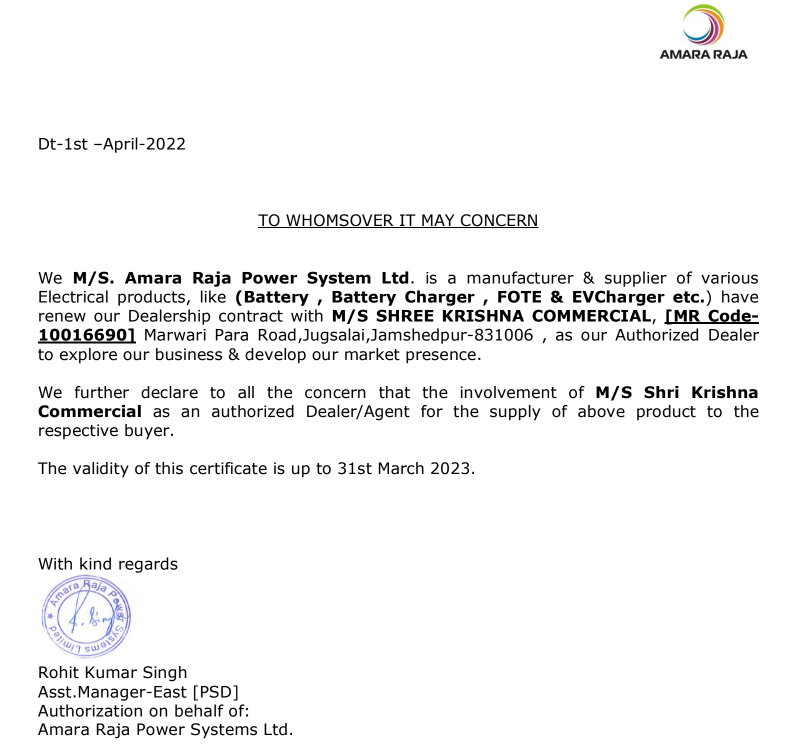 AMARA RAJA
Dt-1st –April-2022
TO WHOMSOVER IT MAY CONCERN
We M/S. Amara Raja Power System Ltd. is a manufacturer & supplier of various
Electrical products, like (Battery , Battery Charger , FOTE & EVCharger etc.) have
renew our Dealership contract with M/S SHREE KRISHNA COMMERCIAL, [MR Code-
10016690] Marwari Para Road,Jugsalai,Jamshedpur-831006 , as our Authorized Dealer
to explore our business & develop our market presence.
We further declare to all the concern that the involvement of M/S Shri Krishna
Commercial as an authorized Dealer/Agent for the supply of above product to the
respective buyer.
The validity of this certificate is up to 31st March 2023.
With kind regards
Amara Raja Power Systems Limited
Rohit Kumar Singh
Asst.Manager-East [PSD]
Authorization on behalf of:
Amara Raja Power Systems Ltd.